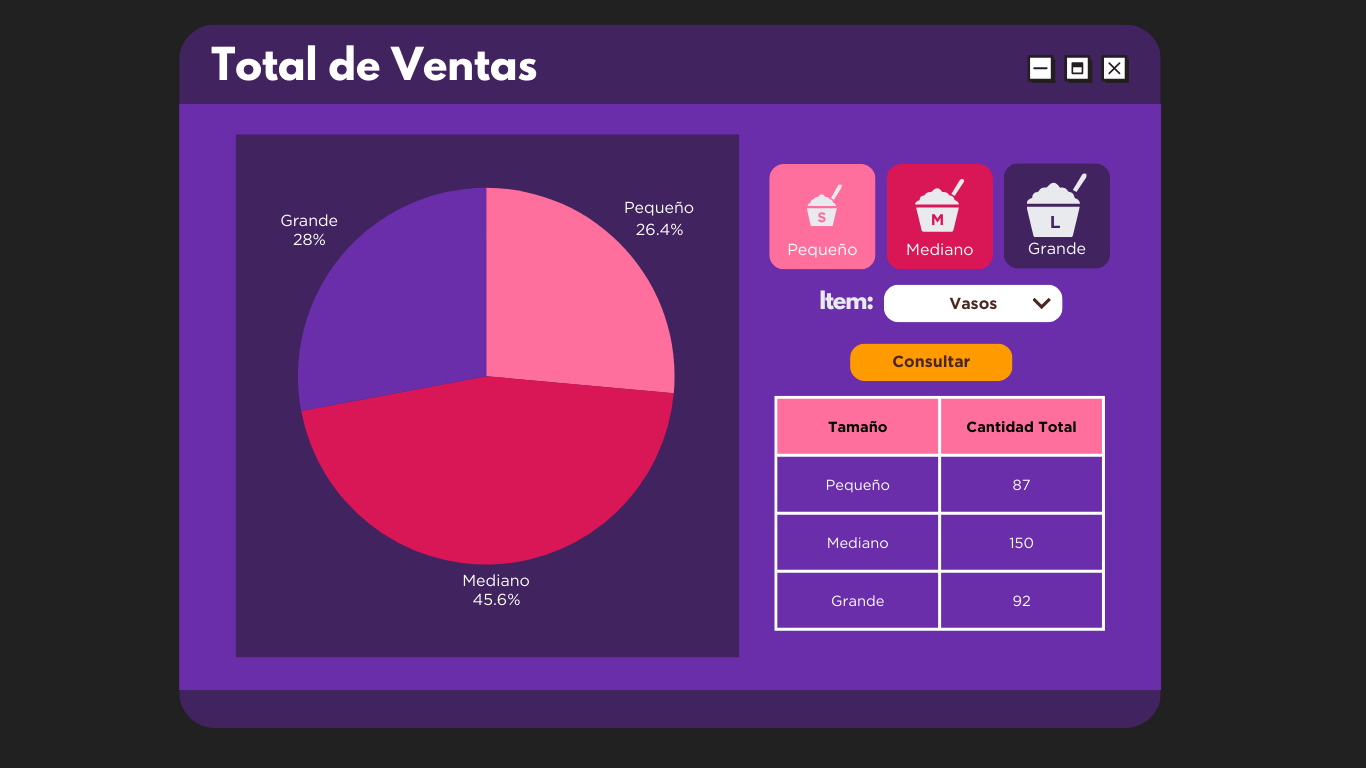 Total de Ventas
Grande
28%
Pequeño
26.4%
Mediano
45.6%
S
Pequeño
M
Mediano
L
Grande
Item:
Vasos
Consultar
Tamaño Cantidad Total
Pequeño 87
Mediano 150
Grande 92